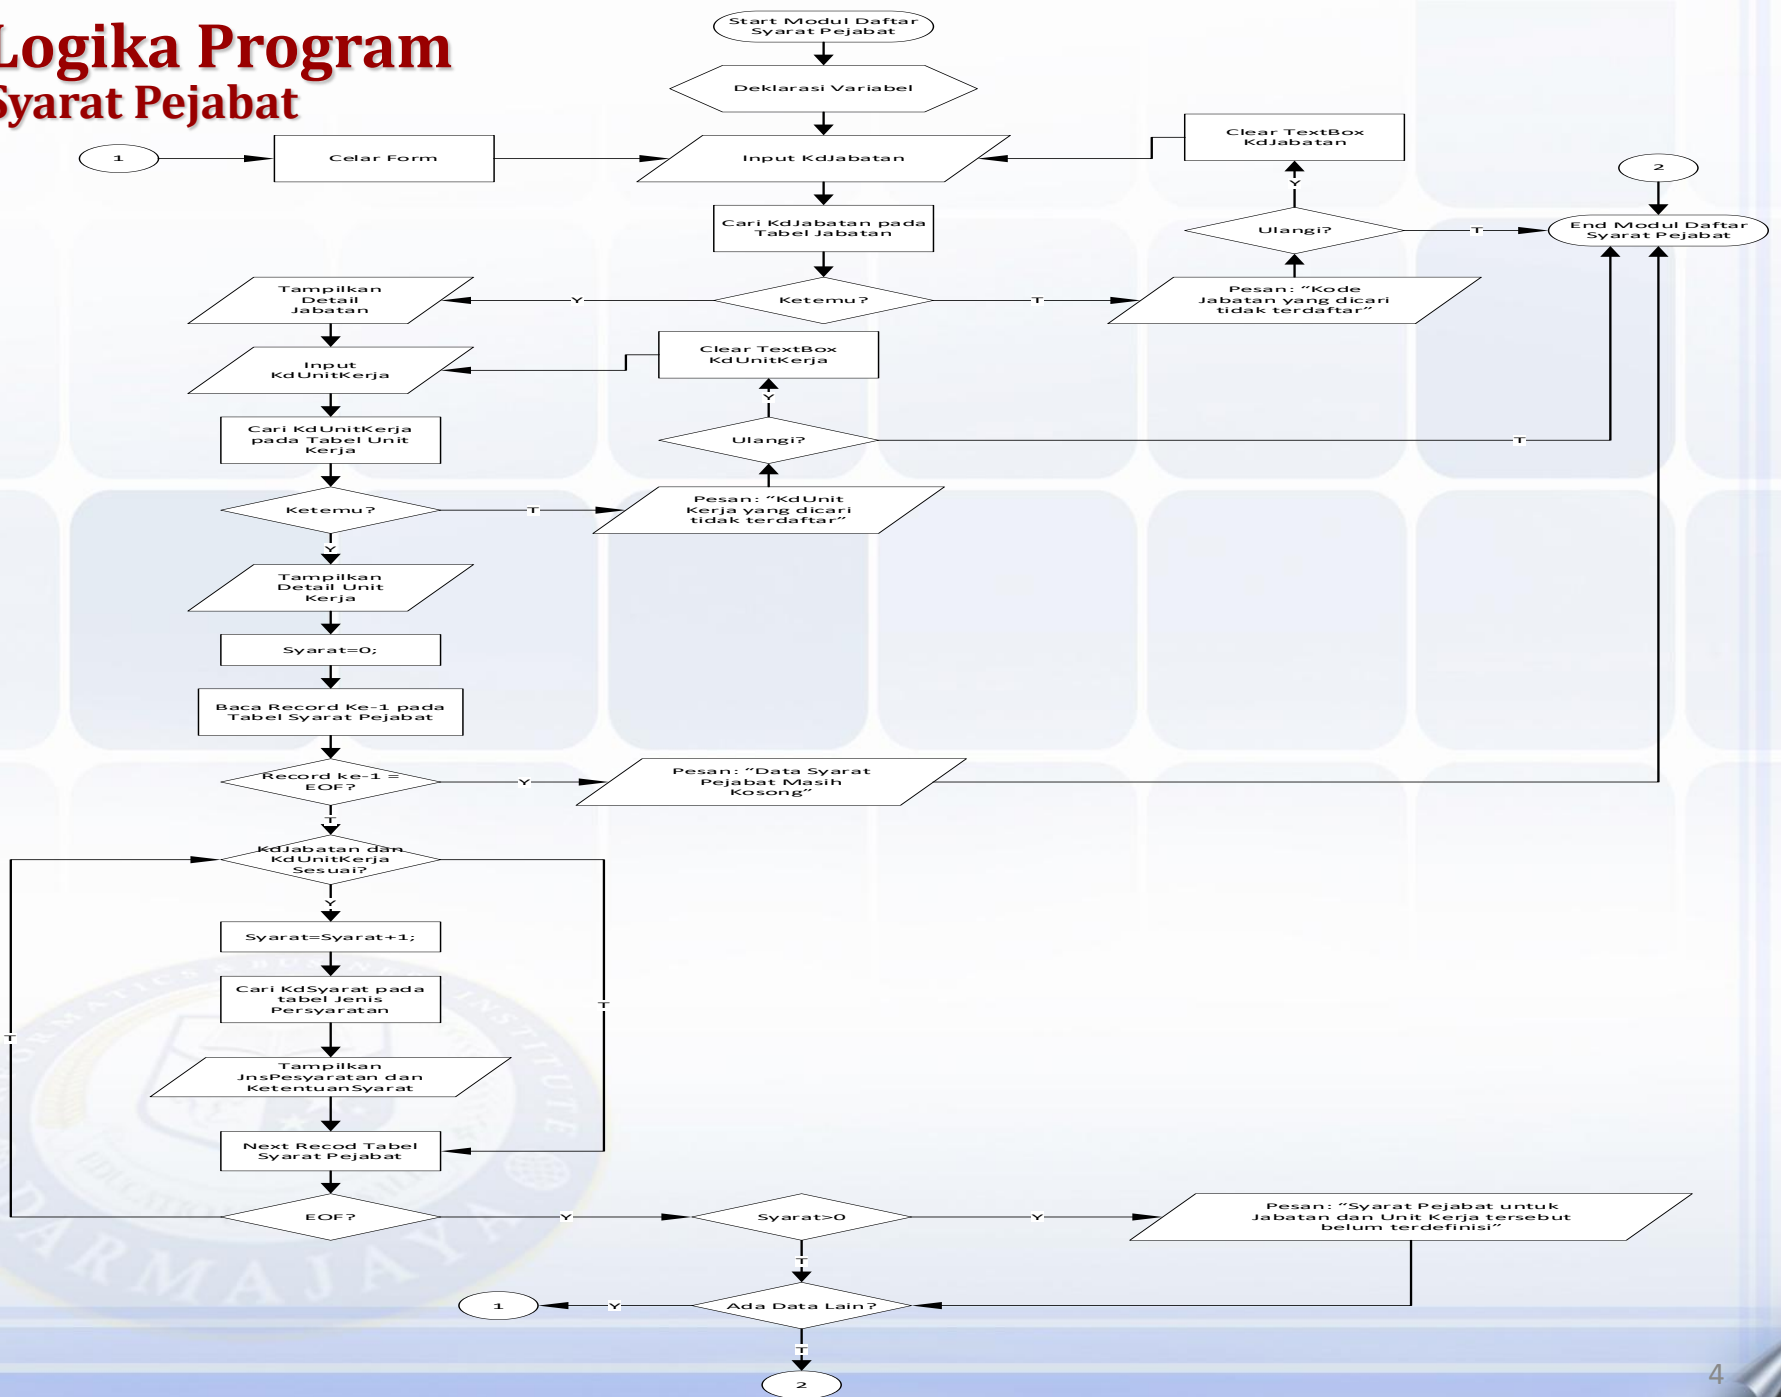 Logika Program
Syarat Pejabat
Start Modul Daftar
Syarat Pejabat
Deklarasi Variabel
1
Celar Form
Input KdJabatan
Clear TextBox
KdJabatan
2
Cari KdJabatan pada
Tabel Jabatan
Y
Ulangi?
T
End Modul Daftar
Syarat Pejabat
Tampilkan
Detail
Jabatan
Y
Ketemu?
T
Pesan: “Kode
Jabatan yang dicari
tidak terdaftar”
Input
KdUnitKerja
Clear TextBox
KdUnitKerja
Y
Cari KdUnitKerja
pada Tabel Unit
Kerja
Ulangi?
T
Ketemu?
T
Pesan: “KdUnit
Kerja yang dicari
tidak terdaftar”
Y
Tampilkan
Detail Unit
Kerja
Syarat=0;
Baca Record Ke-1 pada
Tabel Syarat Pejabat
Record ke-1 =
EOF?
Y
Pesan: “Data Syarat
Pejabat Masih
Kosong”
T
KdJabatan dan
KdUnitKerja
Sesuai?
Y
Syarat=Syarat+1;
Cari KdSyarat pada
tabel Jenis
Persyaratan
T
T
Tampilkan
JnsPesyaratan dan
KetentuanSyarat
Next Recod Tabel
Syarat Pejabat
EOF?
Y
Syarat>0
Y
Pesan: “Syarat Pejabat untuk
Jabatan dan Unit Kerja tersebut
belum terdefinisi”
T
1
Y
Ada Data Lain?
T
2
4
DARMAJAYA